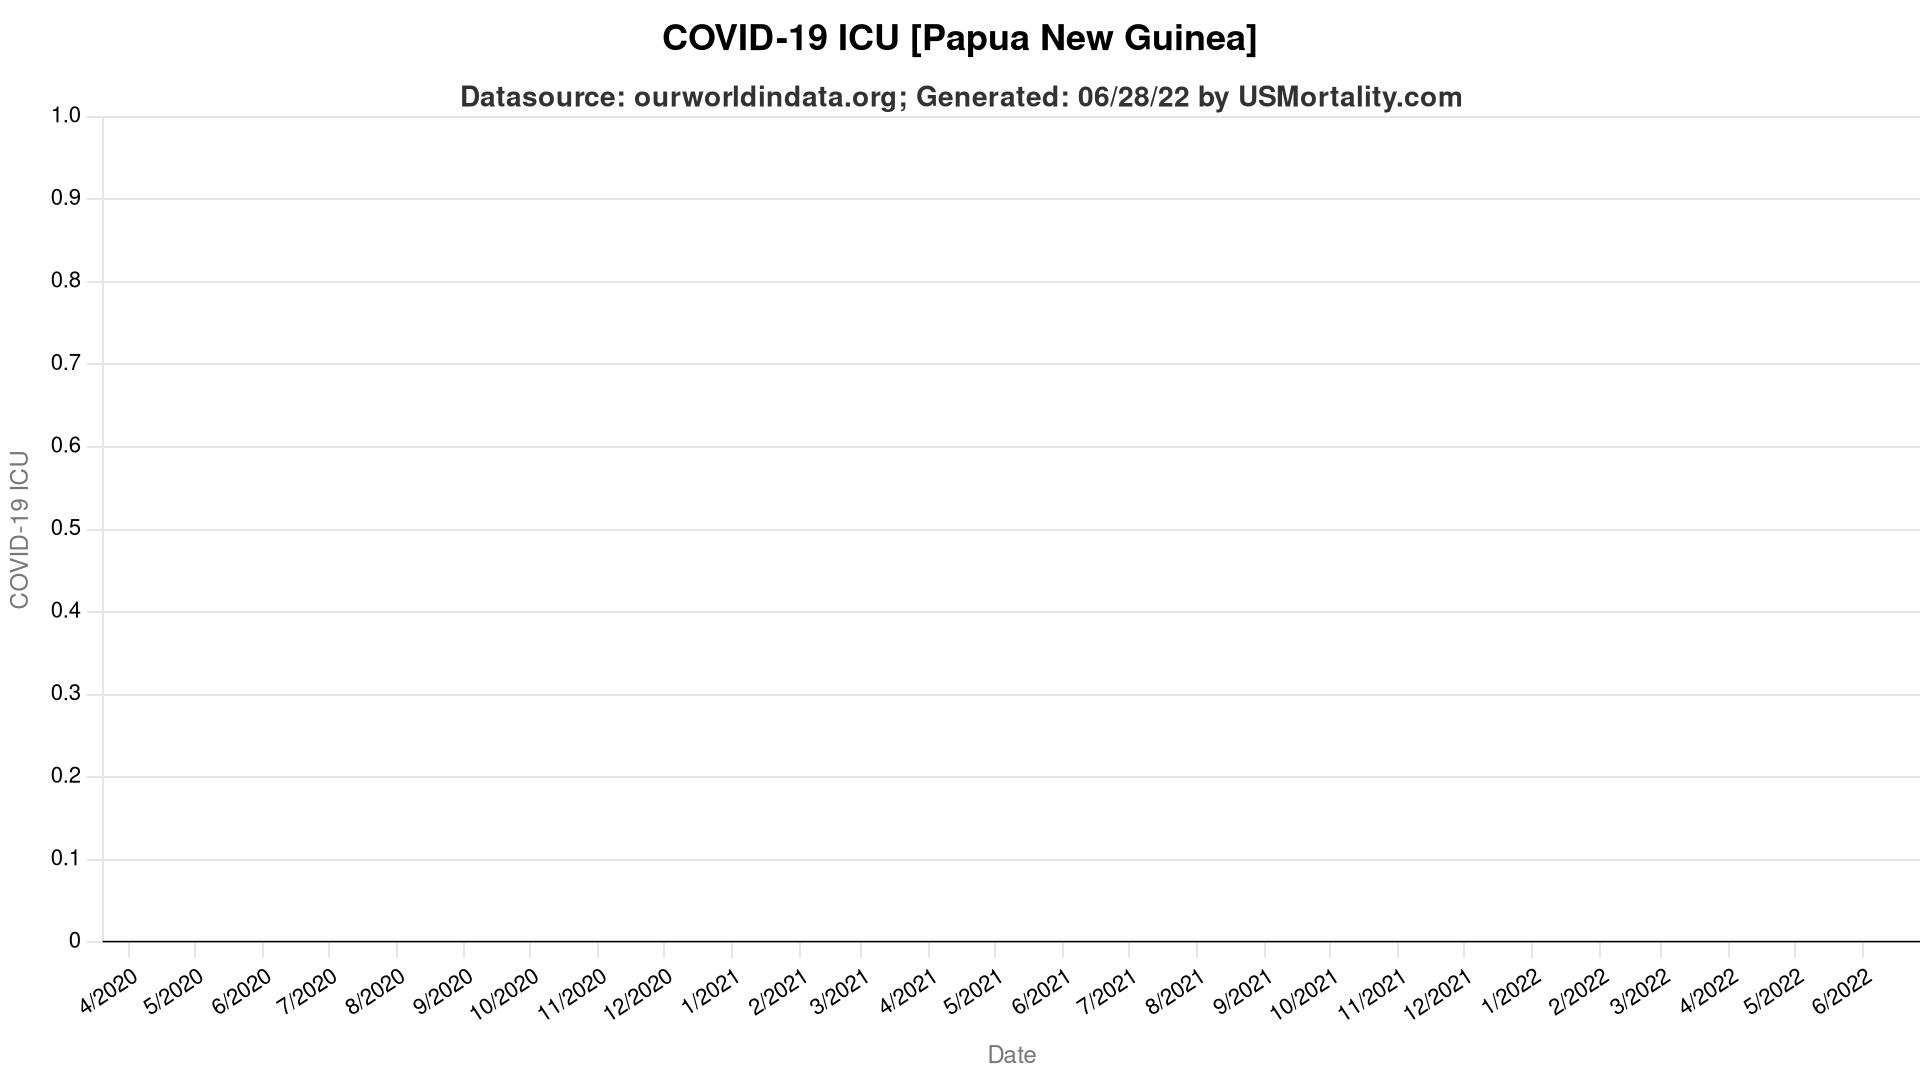 COVID-19 ICU [Papua New Guinea]
Datasource: ourworldindata.org; Generated: 06/28/22 by USMortality.com
1.0
0.9
0.8
0.7
0.6
0.5
0.4
0.3
0.2
0.1
0
COVID-19 ICU
4/2020 5/2020 6/2020 7/2020 8/2020 9/2020 10/2020 11/2020 12/2020 1/2021 2/2021 3/2021 4/2021 5/2021 6/2021 7/2021 8/2021 9/2021 10/2021 11/2021 12/2021 1/2022 2/2022 3/2022 4/2022 5/2022 6/2022
Date